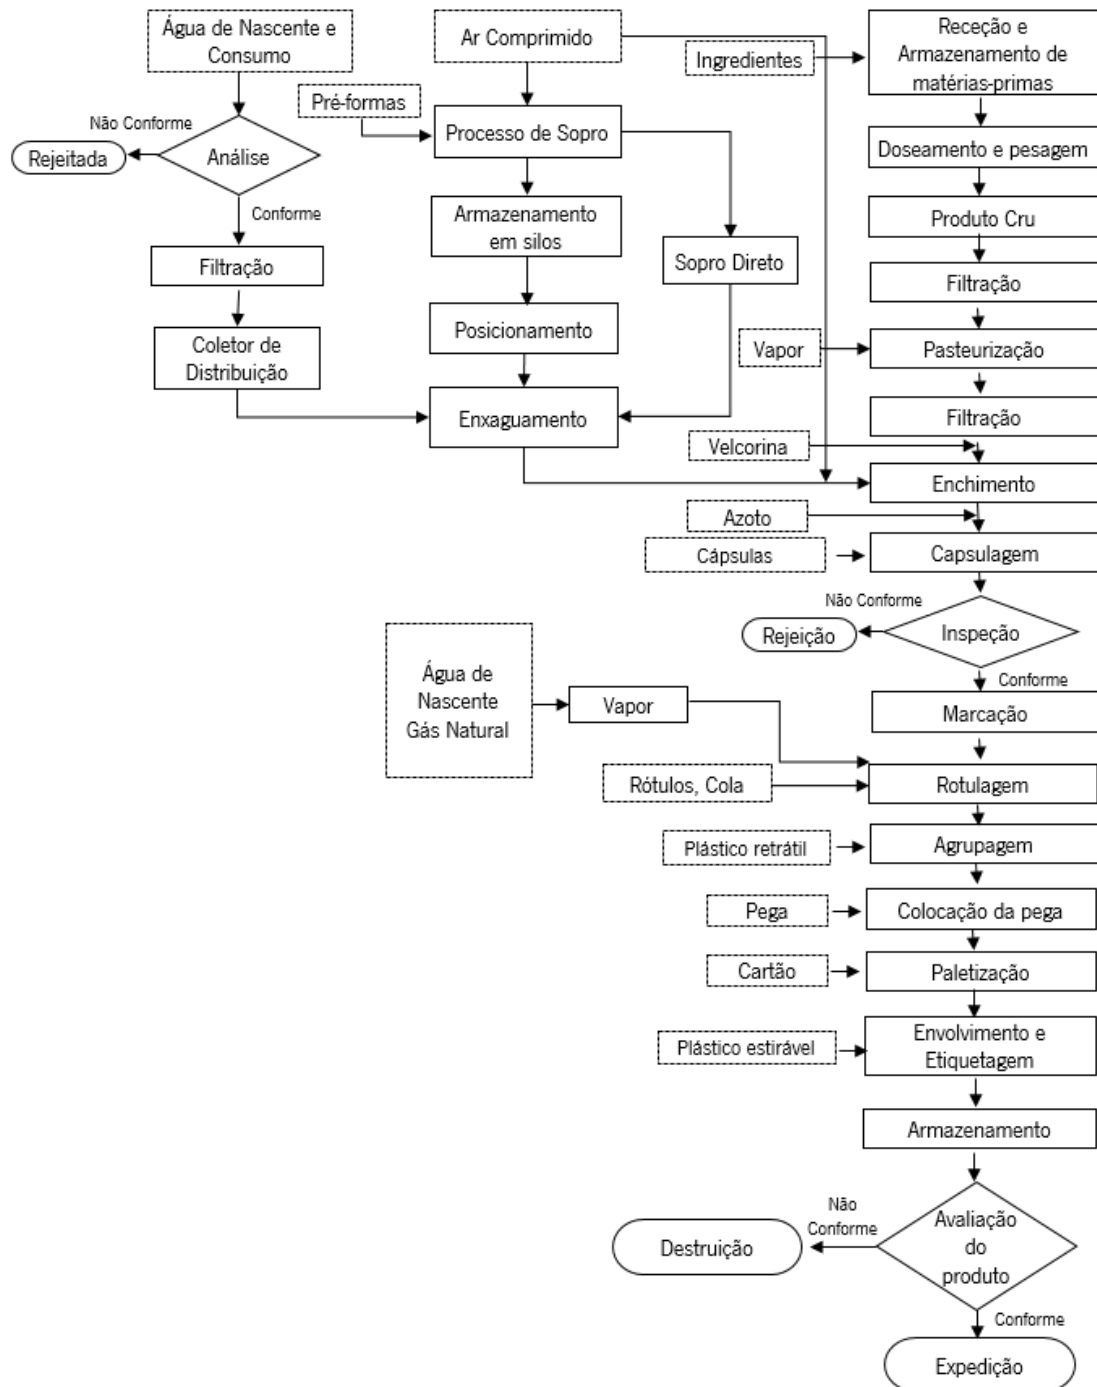 Água de Nascente e
Consumo
Ar Comprimido
Ingredientes
Receção e
Armazenamento de
matérias-primas
Pré-formas
Não Conforme
Rejeitada
Análise
Processo de Sopro
Doseamento e pesagem
Conforme
Armazenamento
em silos
Produto Cru
Filtração
Sopro Direto
Filtração
Coletor de
Distribuição
Posicionamento
Vapor
Pasteurização
Enxaguamento
Filtração
Velcorina
Enchimento
Azoto
Cápsulas
Capsulagem
Não Conforme
Rejeição
Inspeção
Conforme
Água de
Nascente
Gás Natural
Vapor
Marcação
Rótulos, Cola
Rotulagem
Plástico retrátil
Agrupagem
Pega
Colocação da pega
Cartão
Paletização
Plástico estirável
Envolvimento e
Etiquetagem
Armazenamento
Não
Conforme
Destruição
Avaliação
do
produto
Conforme
Expedição